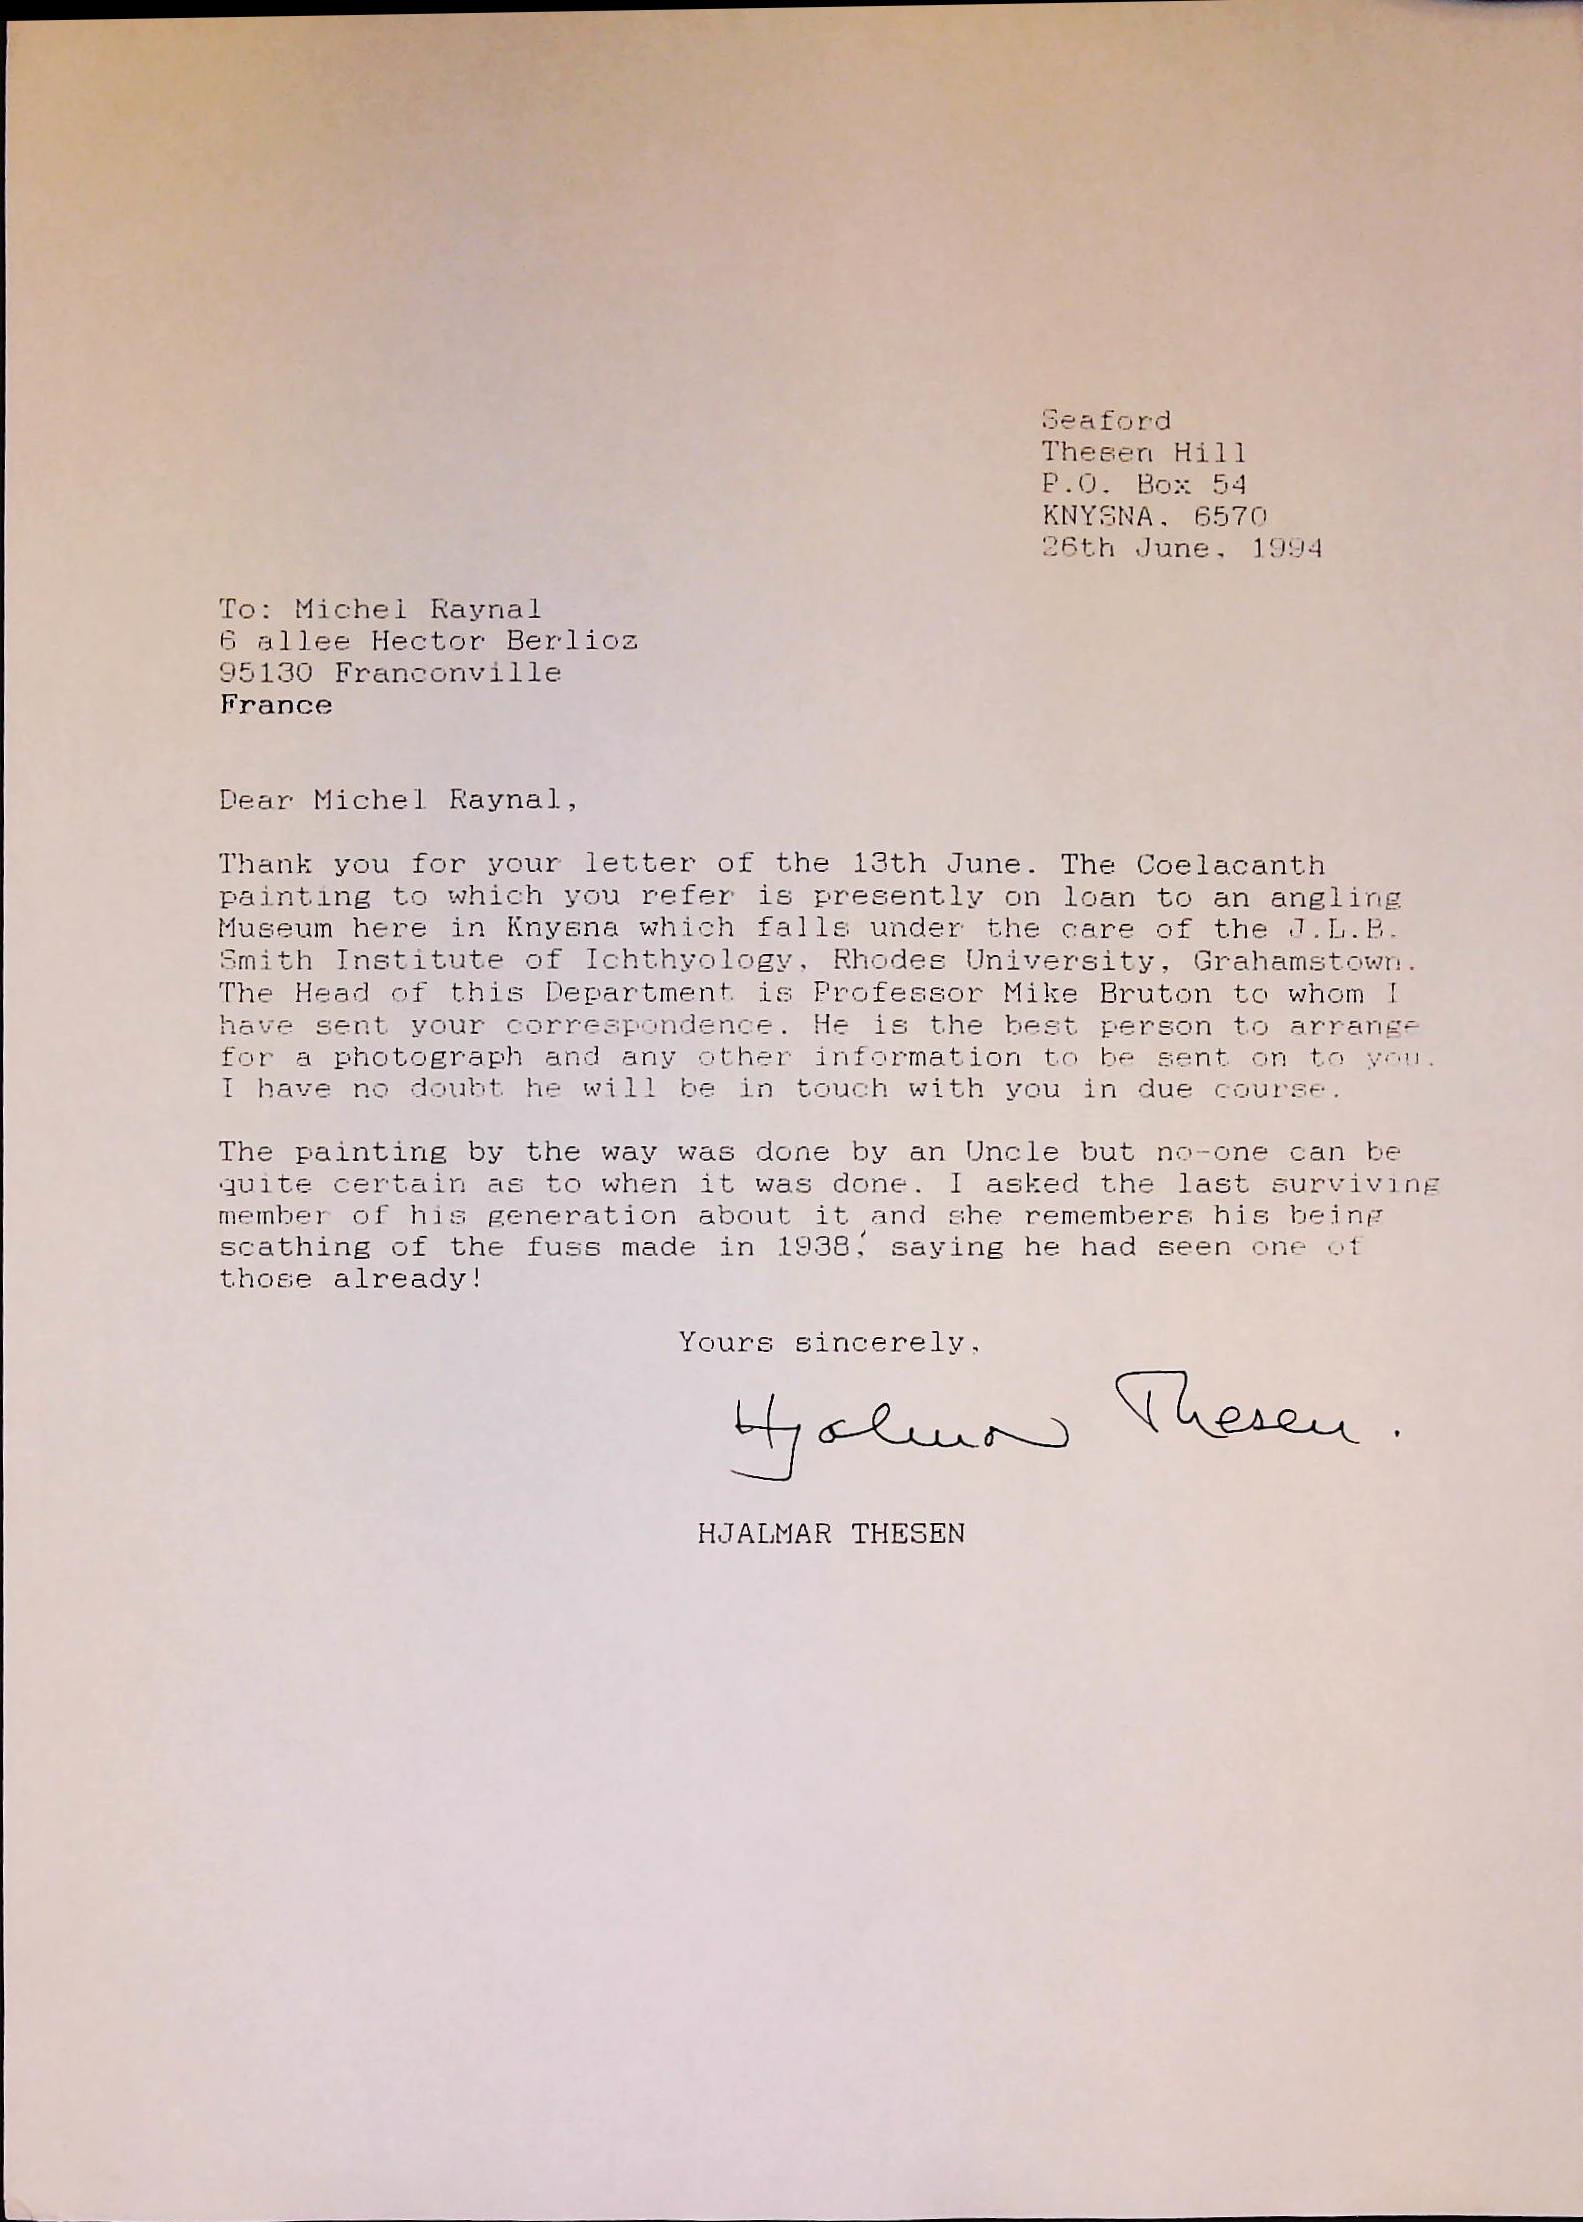 Seaford
Thesen Hill
P.O. Box 54
KNYSNA. 6570
26th June. 1994
To: Michel Raynal
6 allee Hector Berlioz
95130 Franconville
France
Dear Michel Raynal,
Thank you for your letter of the 13th June. The Coelacanth
painting to which you refer is presently on loan to an angling
Museum here in Knysna which falls under the care of the J.L.B.
Smith Institute of Ichthyology, Rhodes University, Grahamstown.
The Head of this Department is Professor Mike Bruton to whom I
have sent your correspondence. He is the best person to arrange
for a photograph and any other information to be sent on to you.
I have no doubt he will be in touch with you in due course.
The painting by the way was done by an Uncle but no-one can be
quite certain as to when it was done. I asked the last surviving
member of his generation about it and she remembers his being
scathing of the fuss made in 1938, saying he had seen one of
those already!
Yours sincerely,
Hjalmar Thesen.
HJALMAR THESEN